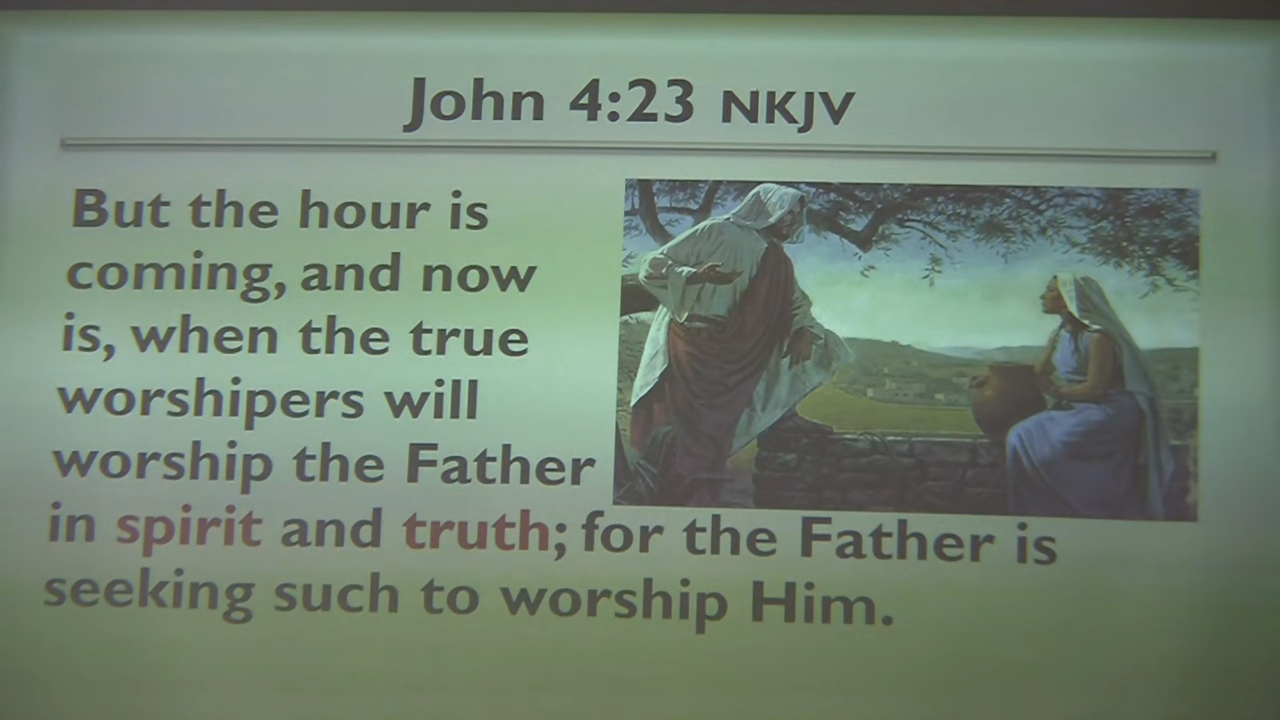 John 4:23 NKJV
But the hour is
coming, and now
is, when the true
worshipers will
worship the Father
in spirit and truth; for the Father is
seeking such to worship Him.